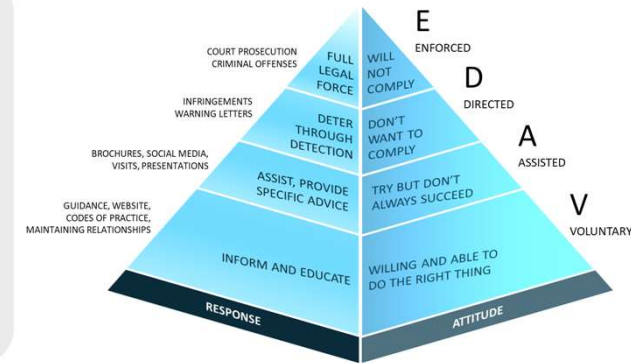 COURT PROSECUTION
CRIMINAL OFFENSES
FULL
LEGAL
FORCE
WILL
NOT
COMPLY
E
ENFORCED
INFRINGEMENTS
WARNING LETTERS
DETER
THROUGH
DETECTION
DON'T
WANT TO
COMPLY
D
DIRECTED
BROCHURES, SOCIAL MEDIA,
VISITS, PRESENTATIONS
ASSIST, PROVIDE
SPECIFIC ADVICE
TRY BUT DON'T
ALWAYS SUCCEED
A
ASSISTED
GUIDANCE, WEBSITE,
CODES OF PRACTICE,
MAINTAINING RELATIONSHIPS
INFORM AND EDUCATE
WILLING AND ABLE TO
DO THE RIGHT THING
V
VOLUNTARY
RESPONSE
ATTITUDE